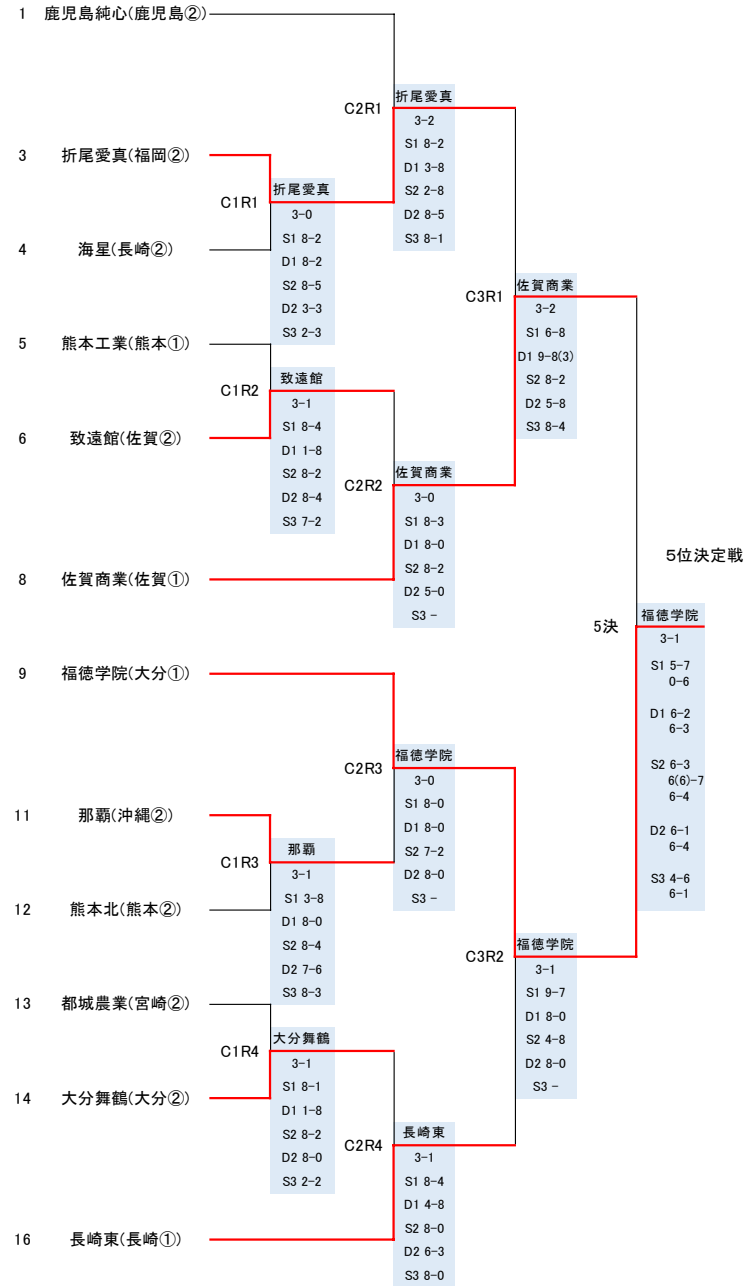 1 鹿児島純心(鹿児島②)
C2R1
折尾愛真
3-2
S1 8-2
D1 3-8
S2 2-8
D2 8-5
S3 8-1
3 折尾愛真(福岡②)
C1R1
折尾愛真
3-0
S1 8-2
D1 8-2
S2 8-5
D2 3-3
S3 2-3
4 海星(長崎②)
C3R1
佐賀商業
3-2
S1 6-8
D1 9-8(3)
S2 8-2
D2 5-8
S3 8-4
5 熊本工業(熊本①)
C1R2
致遠館
3-1
S1 8-4
D1 1-8
S2 8-2
D2 8-4
S3 7-2
6 致遠館(佐賀②)
C2R2
佐賀商業
3-0
S1 8-3
D1 8-0
S2 8-2
D2 5-0
S3 -
8 佐賀商業(佐賀①)
5位決定戦
5決
福徳学院
3-1
S1 5-7
0-6
D1 6-2
6-3
S2 6-3
6(6)-7
6-4
D2 6-1
6-4
S3 4-6
6-1
9 福徳学院(大分①)
C2R3
福徳学院
3-0
S1 8-0
D1 8-0
S2 7-2
D2 8-0
S3 -
11 那覇(沖縄②)
C1R3
那覇
3-1
S1 3-8
D1 8-0
S2 8-4
D2 7-6
S3 8-3
12 熊本北(熊本②)
C3R2
福徳学院
3-1
S1 9-7
D1 8-0
S2 4-8
D2 8-0
S3 -
13 都城農業(宮崎②)
C1R4
大分舞鶴
3-1
S1 8-1
D1 1-8
S2 8-2
D2 8-0
S3 2-2
14 大分舞鶴(大分②)
C2R4
長崎東
3-1
S1 8-4
D1 4-8
S2 8-0
D2 6-3
S3 8-0
16 長崎東(長崎①)